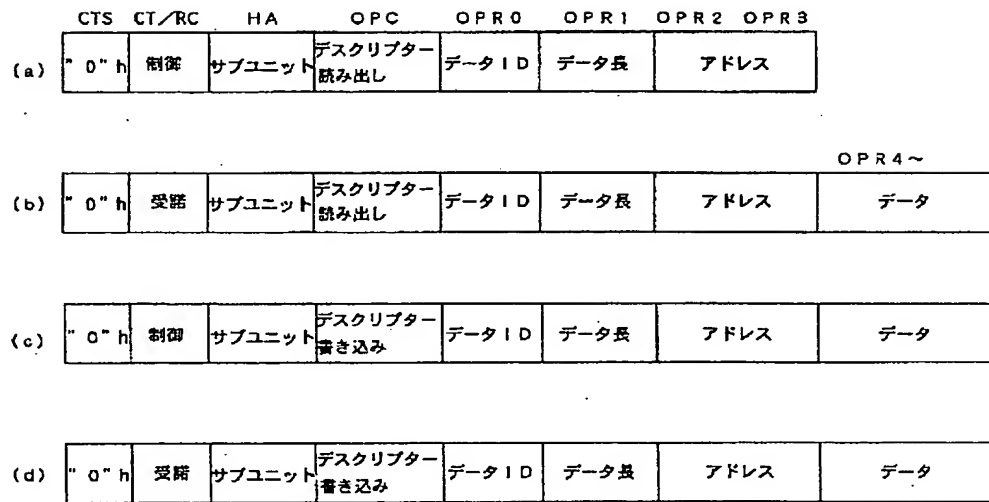 CTS CT/RC HA OPC OPR0 OPR1 OPR2 OPR3
(a) "0"h 制御 サブユニット デスクリプター読み出し データID データ長 アドレス
OPR4〜
(b) "0"h 受諾 サブユニット デスクリプター読み出し データID データ長 アドレス データ
(c) "0"h 制御 サブユニット デスクリプター書き込み データID データ長 アドレス データ
(d) "0"h 受諾 サブユニット デスクリプター書き込み データID データ長 アドレス データ